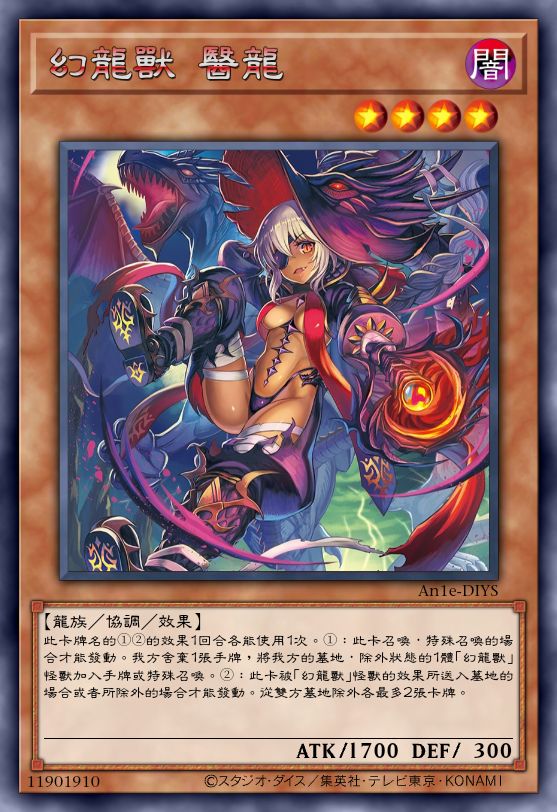 幻龍獸 醫龍
闇
An1e-DIYS
【龍族／協調／效果】
此卡牌名的①②的效果1回合各能使用1次。①：此卡召喚．特殊召喚的場
合才能發動。我方舍棄1張手牌，將我方的墓地．除外狀態的1體「幻龍獸」
怪獸加入手牌或特殊召喚。②：此卡被「幻龍獸」怪獸的效果所送入墓地的
場合或者所除外的場合才能發動。從雙方墓地除外各最多2張卡牌。
ATK/1700 DEF/ 300
11901910
©スタジオ・ダイス／集英社・テレビ東京・KONAMI